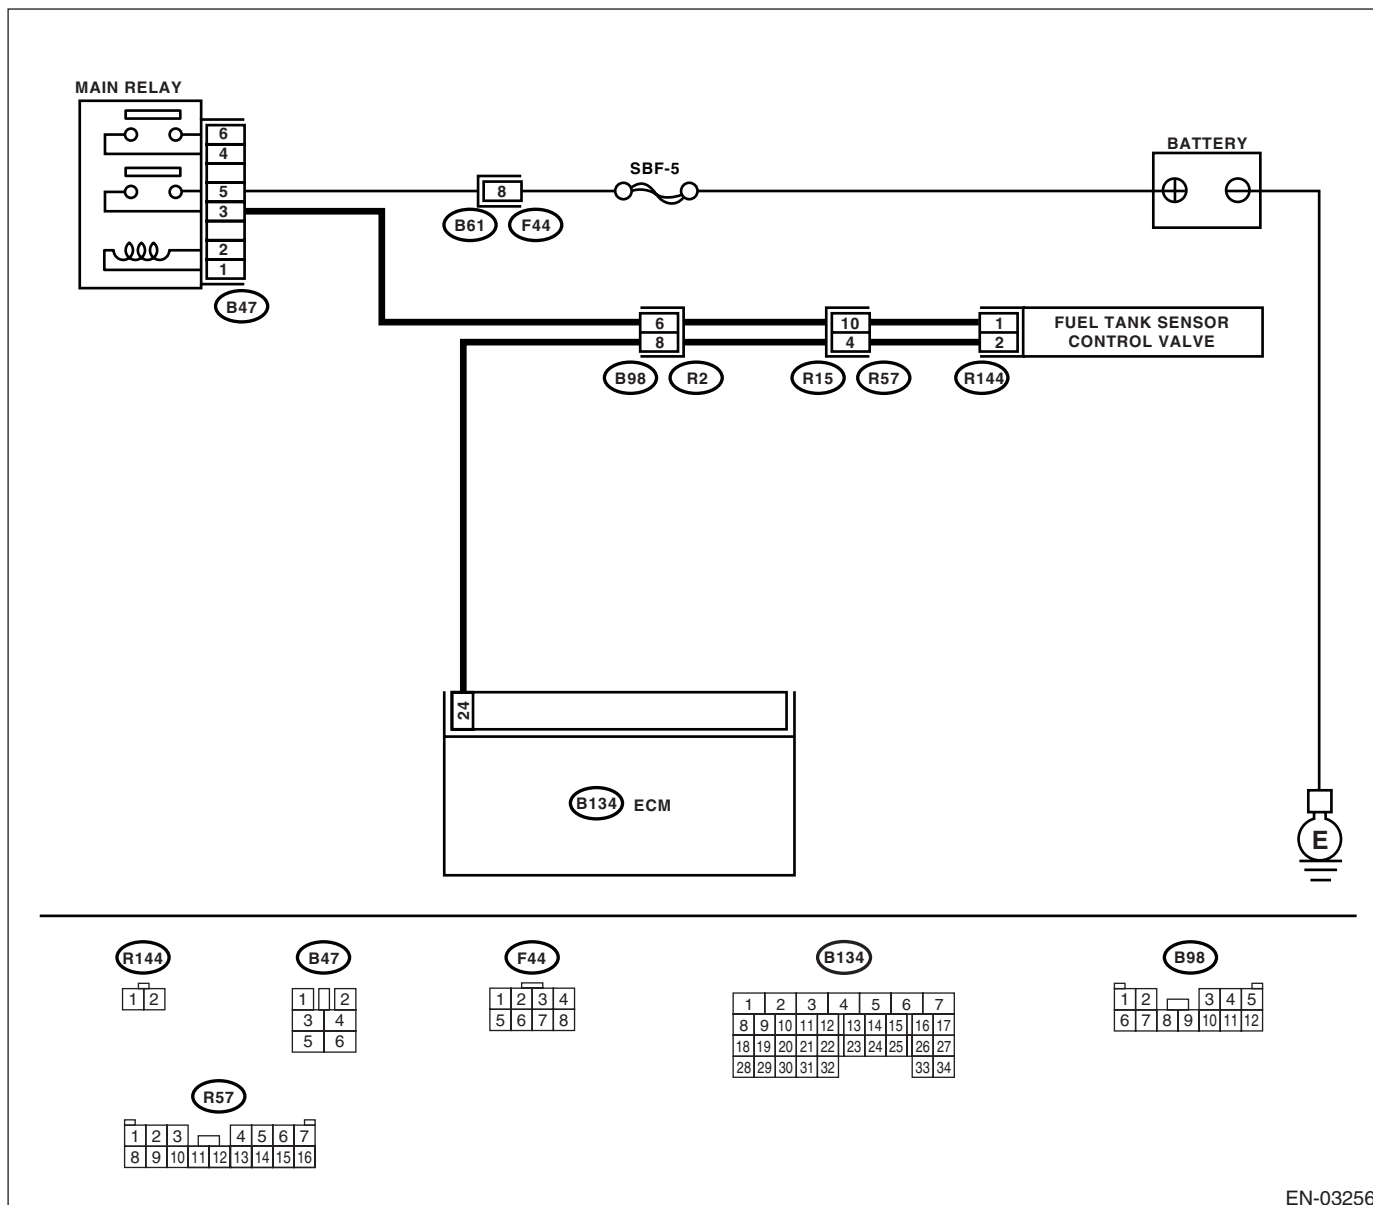 MAIN RELAY
6
4
5
3
2
1
B47
8
B61 F44
SBF-5
BATTERY
6 10 1
8 4 2
FUEL TANK SENSOR
CONTROL VALVE
B98 R2 R15 R57 R144
24
B134 ECM
E
R144
1 2
B47
1 2
3 4
5 6
F44
1 2 3 4
5 6 7 8
B134
1 2 3 4 5 6 7
8 9 10 11 12 13 14 15 16 17
18 19 20 21 22 23 24 25 26 27
28 29 30 31 32 33 34
B98
1 2 3 4 5
6 7 8 9 10 11 12
R57
1 2 3 4 5 6 7
8 9 10 11 12 13 14 15 16
EN-03256